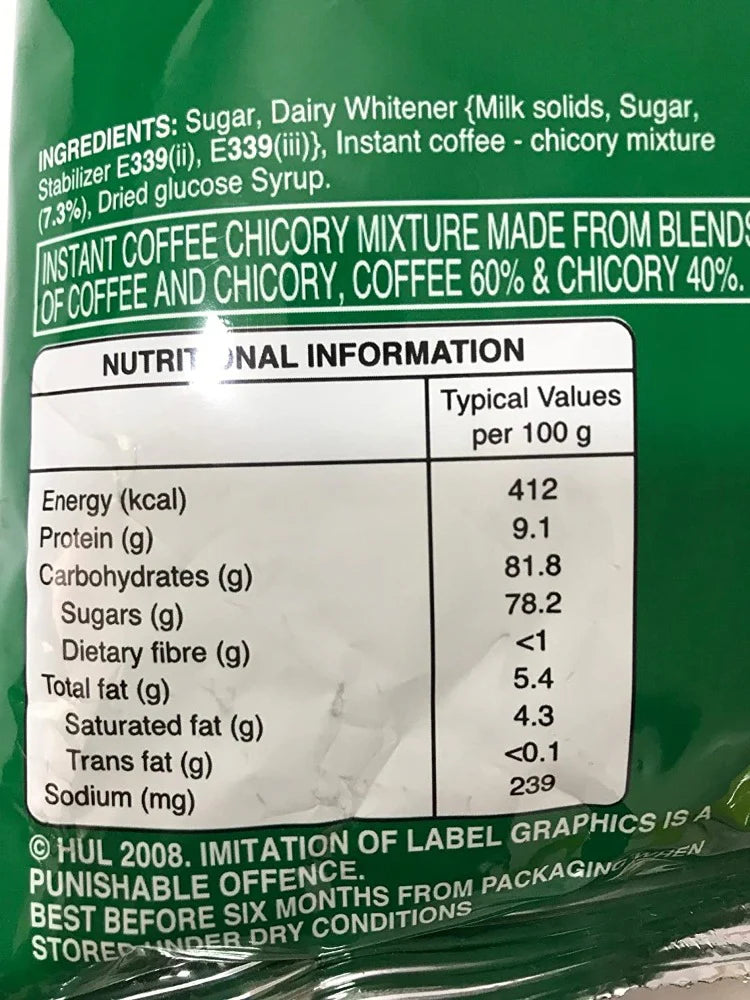 INGREDIENTS: Sugar, Dairy Whitener {Milk solids, Sugar,
Stabilizer E339(ii), E339(iii)}, Instant coffee - chicory mixture
(7.3%), Dried glucose Syrup.
INSTANT COFFEE CHICORY MIXTURE MADE FROM BLENDS
OF COFFEE AND CHICORY, COFFEE 60% & CHICORY 40%.
NUTRITIONAL INFORMATION
Typical Values
per 100 g
Energy (kcal) 412
Protein (g) 9.1
Carbohydrates (g) 81.8
Sugars (g) 78.2
Dietary fibre (g) <1
Total fat (g) 5.4
Saturated fat (g) 4.3
Trans fat (g) <0.1
Sodium (mg) 239
© HUL 2008. IMITATION OF LABEL GRAPHICS IS A
PUNISHABLE OFFENCE.
BEST BEFORE SIX MONTHS FROM PACKAGING WHEN
STORED UNDER DRY CONDITIONS